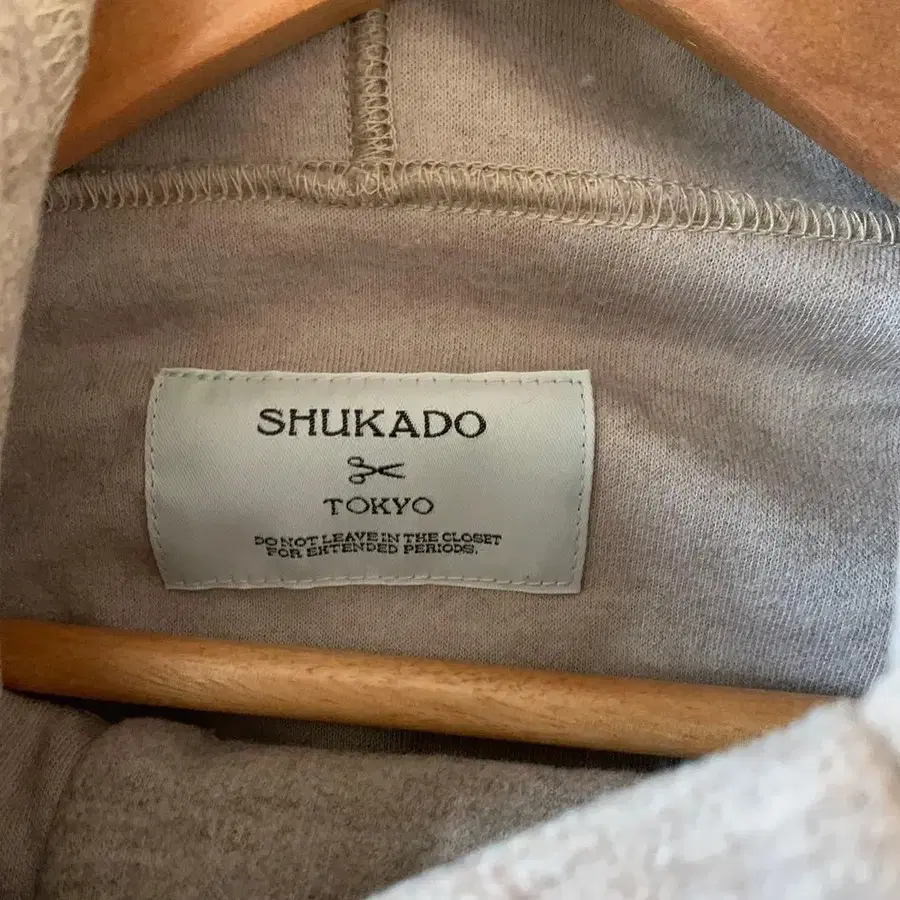 SHUKADO
TOKYO
DO NOT LEAVE IN THE CLOSET
FOR EXTENDED PERIODS.